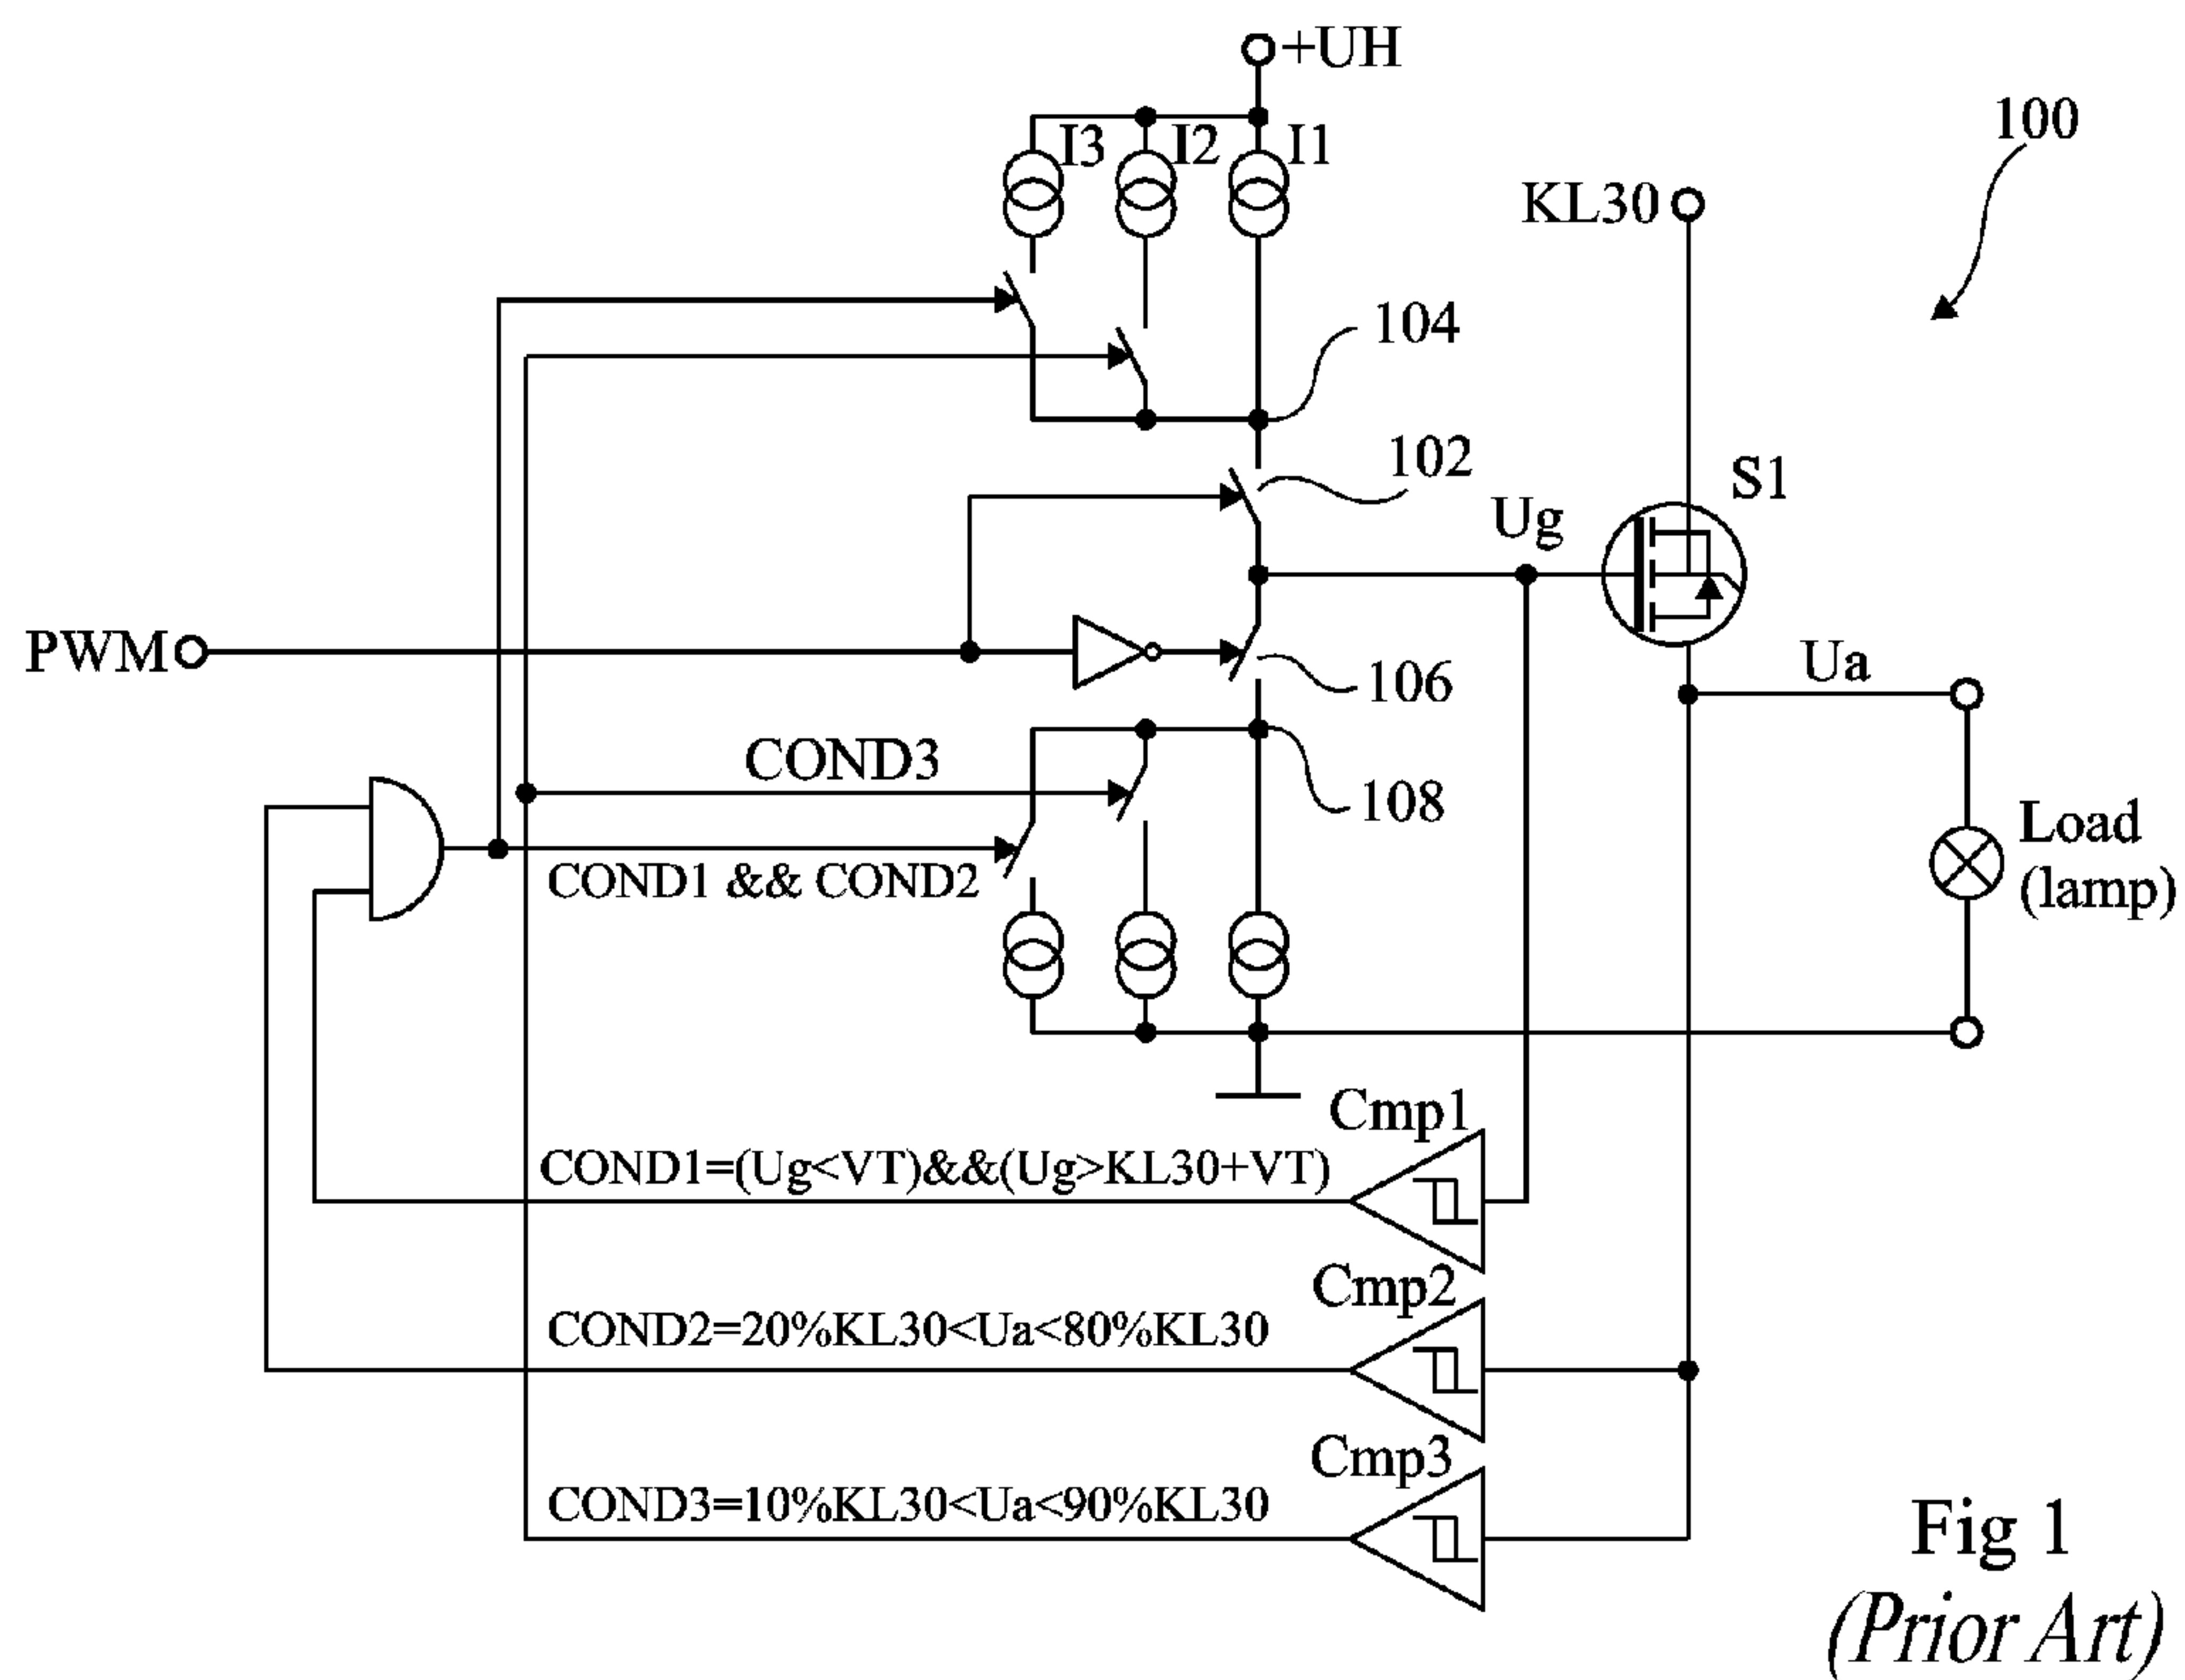 +UH
I3
I2
I1
100
KL30
104
102
S1
Ug
PWM
106
Ua
COND3
108
Load
(lamp)
COND1 && COND2
Cmp1
COND1=(Ug<VT)&&(Ug>KL30+VT)
Cmp2
COND2=20%KL30<Ua<80%KL30
Cmp3
COND3=10%KL30<Ua<90%KL30
Fig 1
(Prior Art)